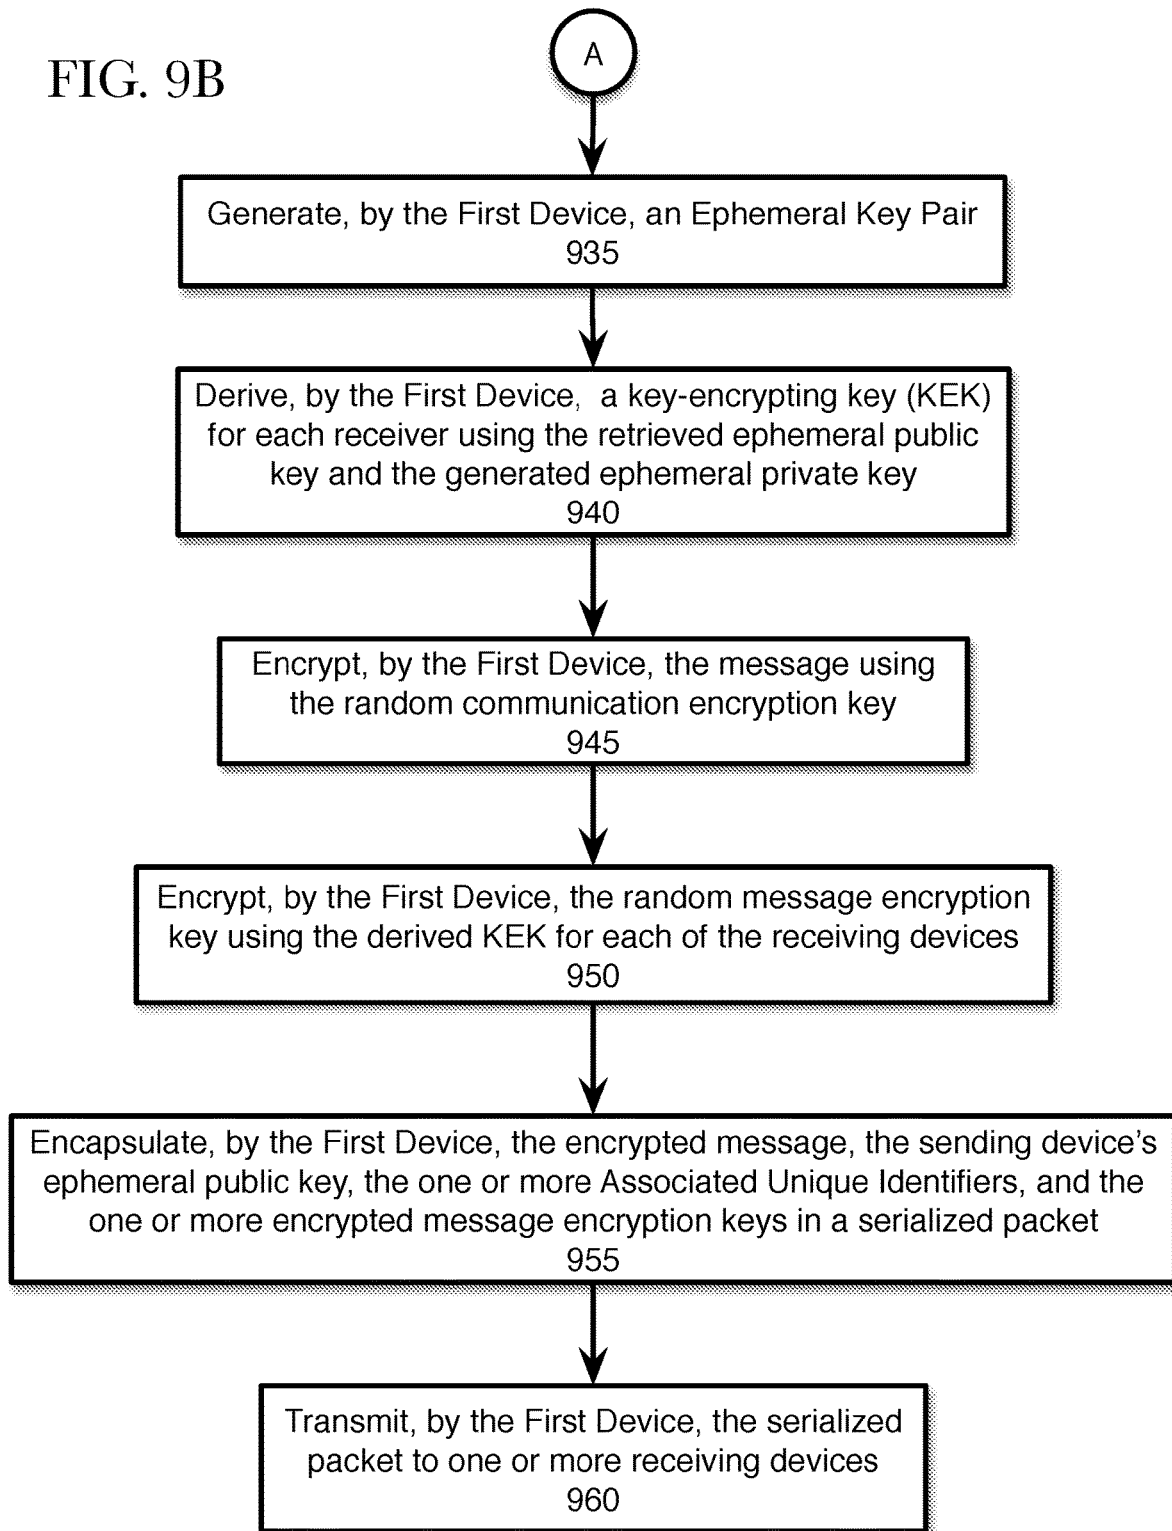 FIG. 9B
A
Generate, by the First Device, an Ephemeral Key Pair
935
Derive, by the First Device, a key-encrypting key (KEK)
for each receiver using the retrieved ephemeral public
key and the generated ephemeral private key
940
Encrypt, by the First Device, the message using
the random communication encryption key
945
Encrypt, by the First Device, the random message encryption
key using the derived KEK for each of the receiving devices
950
Encapsulate, by the First Device, the encrypted message, the sending device’s
ephemeral public key, the one or more Associated Unique Identifiers, and the
one or more encrypted message encryption keys in a serialized packet
955
Transmit, by the First Device, the serialized
packet to one or more receiving devices
960